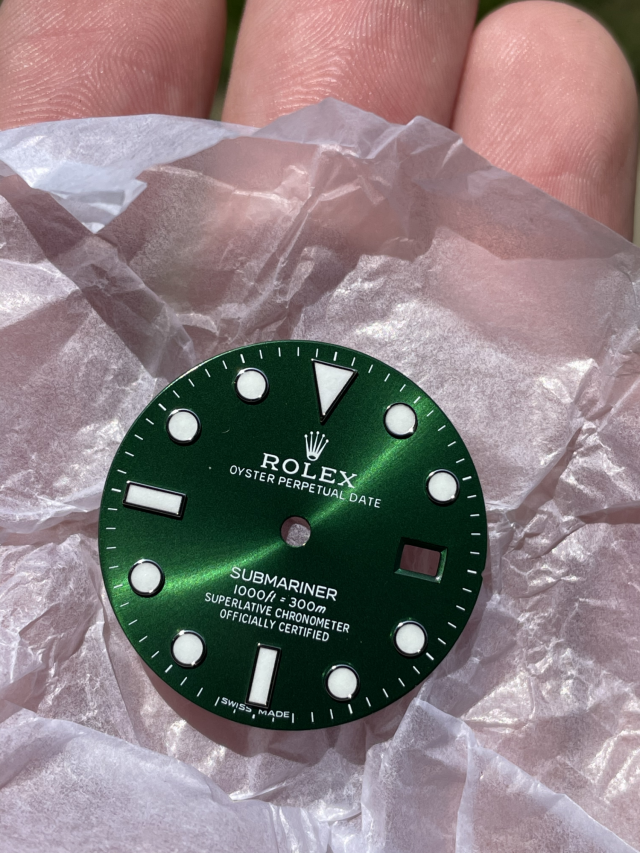 ROLEX
OYSTER PERPETUAL DATE
SUBMARINER
1000ft = 300m
SUPERLATIVE CHRONOMETER
OFFICIALLY CERTIFIED
SWISS MADE